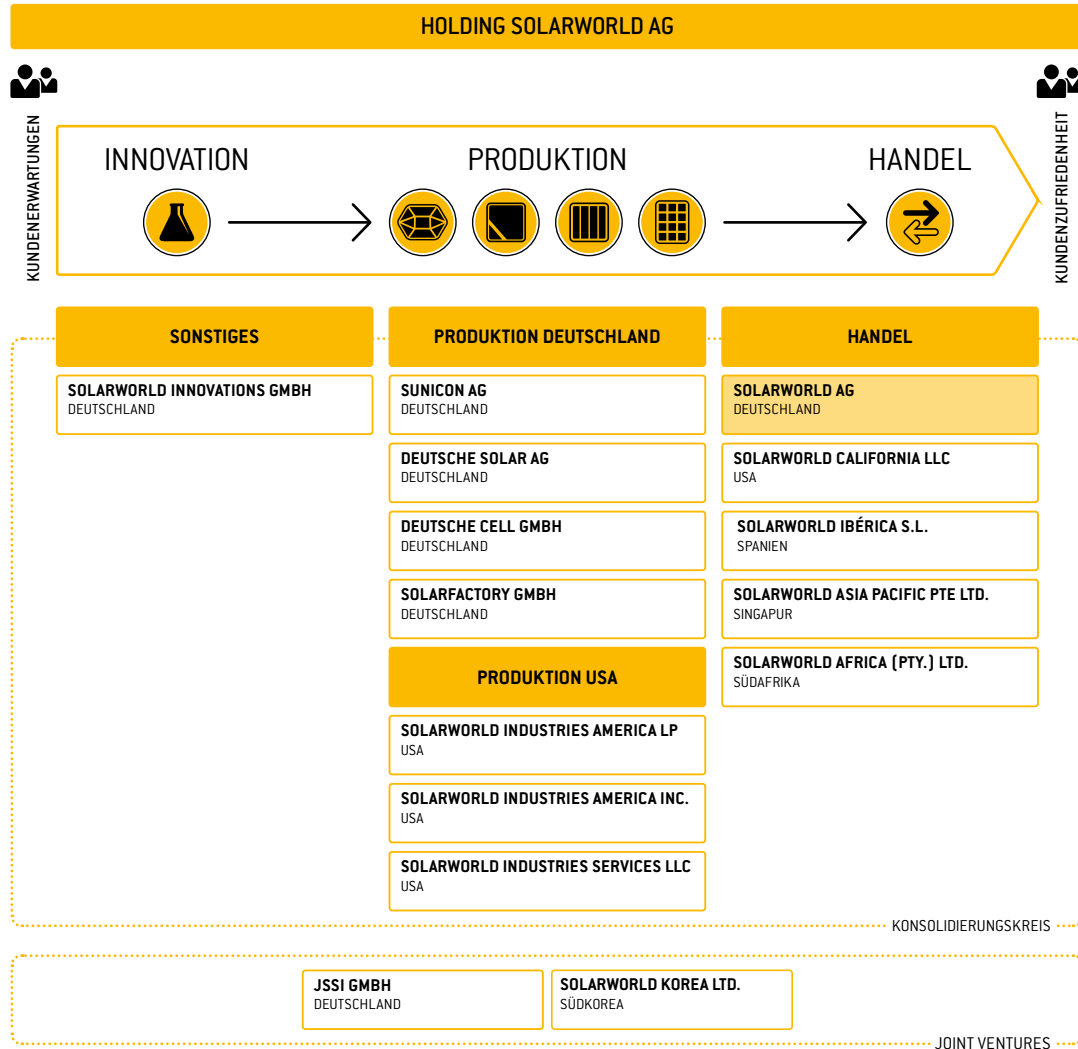 HOLDING SOLARWORLD AG
KUNDENERWARTUNGEN
INNOVATION
PRODUKTION
HANDEL
KUNDENZUFRIEDENHEIT
SONSTIGES
SOLARWORLD INNOVATIONS GMBH
DEUTSCHLAND
PRODUKTION DEUTSCHLAND
SUNICON AG
DEUTSCHLAND
DEUTSCHE SOLAR AG
DEUTSCHLAND
DEUTSCHE CELL GMBH
DEUTSCHLAND
SOLARFACTORY GMBH
DEUTSCHLAND
PRODUKTION USA
SOLARWORLD INDUSTRIES AMERICA LP
USA
SOLARWORLD INDUSTRIES AMERICA INC.
USA
SOLARWORLD INDUSTRIES SERVICES LLC
USA
HANDEL
SOLARWORLD AG
DEUTSCHLAND
SOLARWORLD CALIFORNIA LLC
USA
SOLARWORLD IBÉRICA S.L.
SPANIEN
SOLARWORLD ASIA PACIFIC PTE LTD.
SINGAPUR
SOLARWORLD AFRICA (PTY.) LTD.
SÜDAFRIKA
KONSOLIDIERUNGSKREIS
JSSI GMBH
DEUTSCHLAND
SOLARWORLD KOREA LTD.
SÜDKOREA
JOINT VENTURES